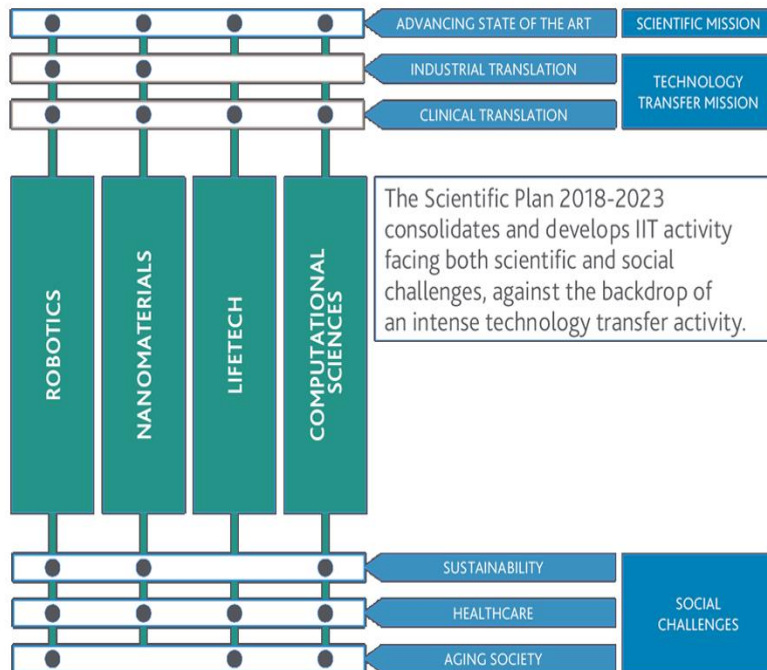 ADVANCING STATE OF THE ART
SCIENTIFIC MISSION
INDUSTRIAL TRANSLATION
TECHNOLOGY
TRANSFER MISSION
CLINICAL TRANSLATION
ROBOTICS
NANOMATERIALS
LIFETECH
COMPUTATIONAL
SCIENCES
The Scientific Plan 2018-2023
consolidates and develops IIT activity
facing both scientific and social
challenges, against the backdrop of
an intense technology transfer activity.
SUSTAINABILITY
HEALTHCARE
SOCIAL
CHALLENGES
AGING SOCIETY